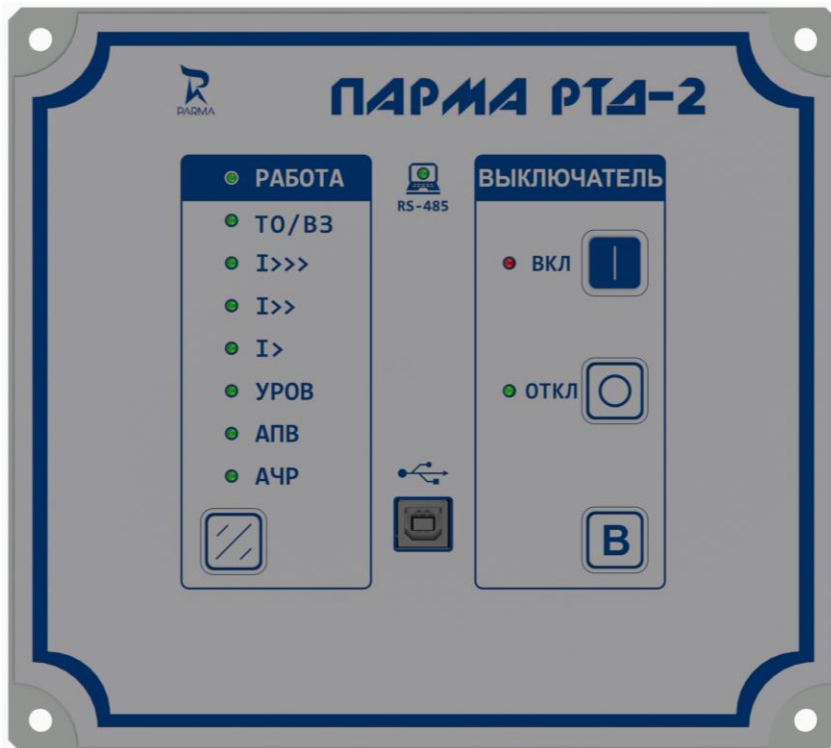 PARMA
ПАРМА РТД-2
РАБОТА
ТО/ВЗ
I>>>
I>>
I>
УРОВ
АПВ
АЧР
RS-485
ВЫКЛЮЧАТЕЛЬ
ВКЛ
ОТКЛ
В